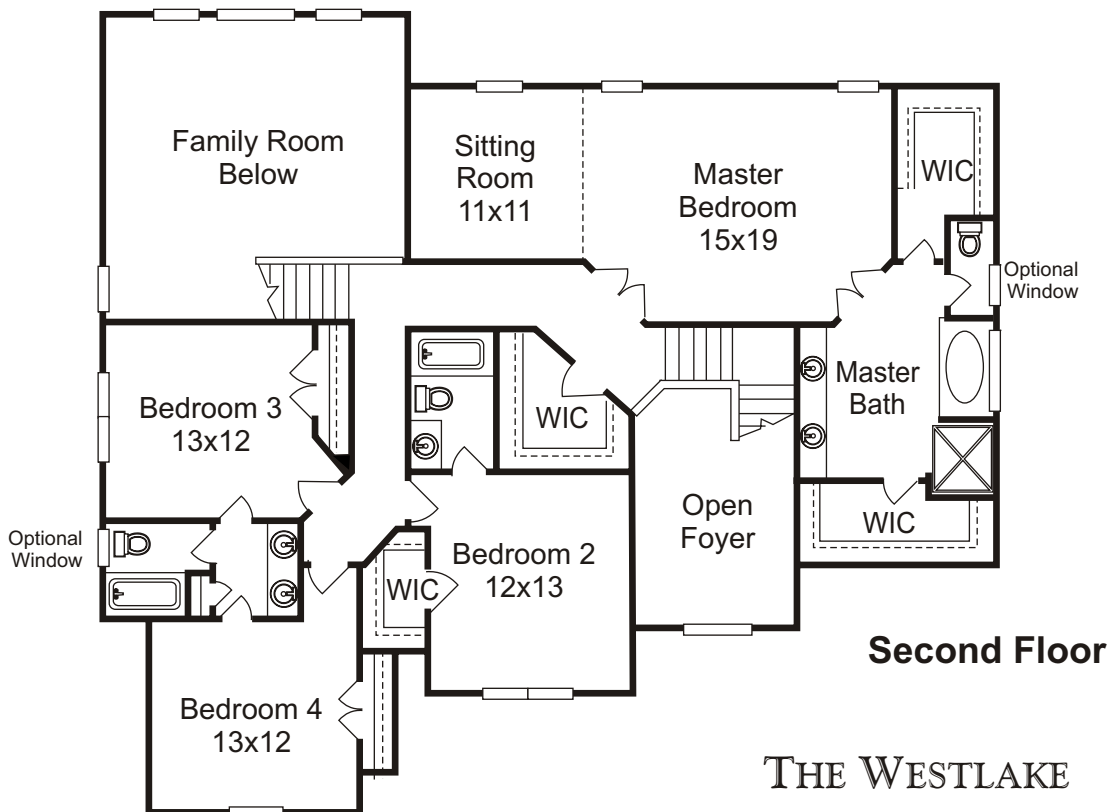 Family Room
Below
Sitting
Room
11x11
Master
Bedroom
15x19
WIC
Optional
Window
Bedroom 3
13x12
WIC
Master
Bath
Open
Foyer
WIC
Optional
Window
WIC
Bedroom 2
12x13
Second Floor
Bedroom 4
13x12
THE WESTLAKE